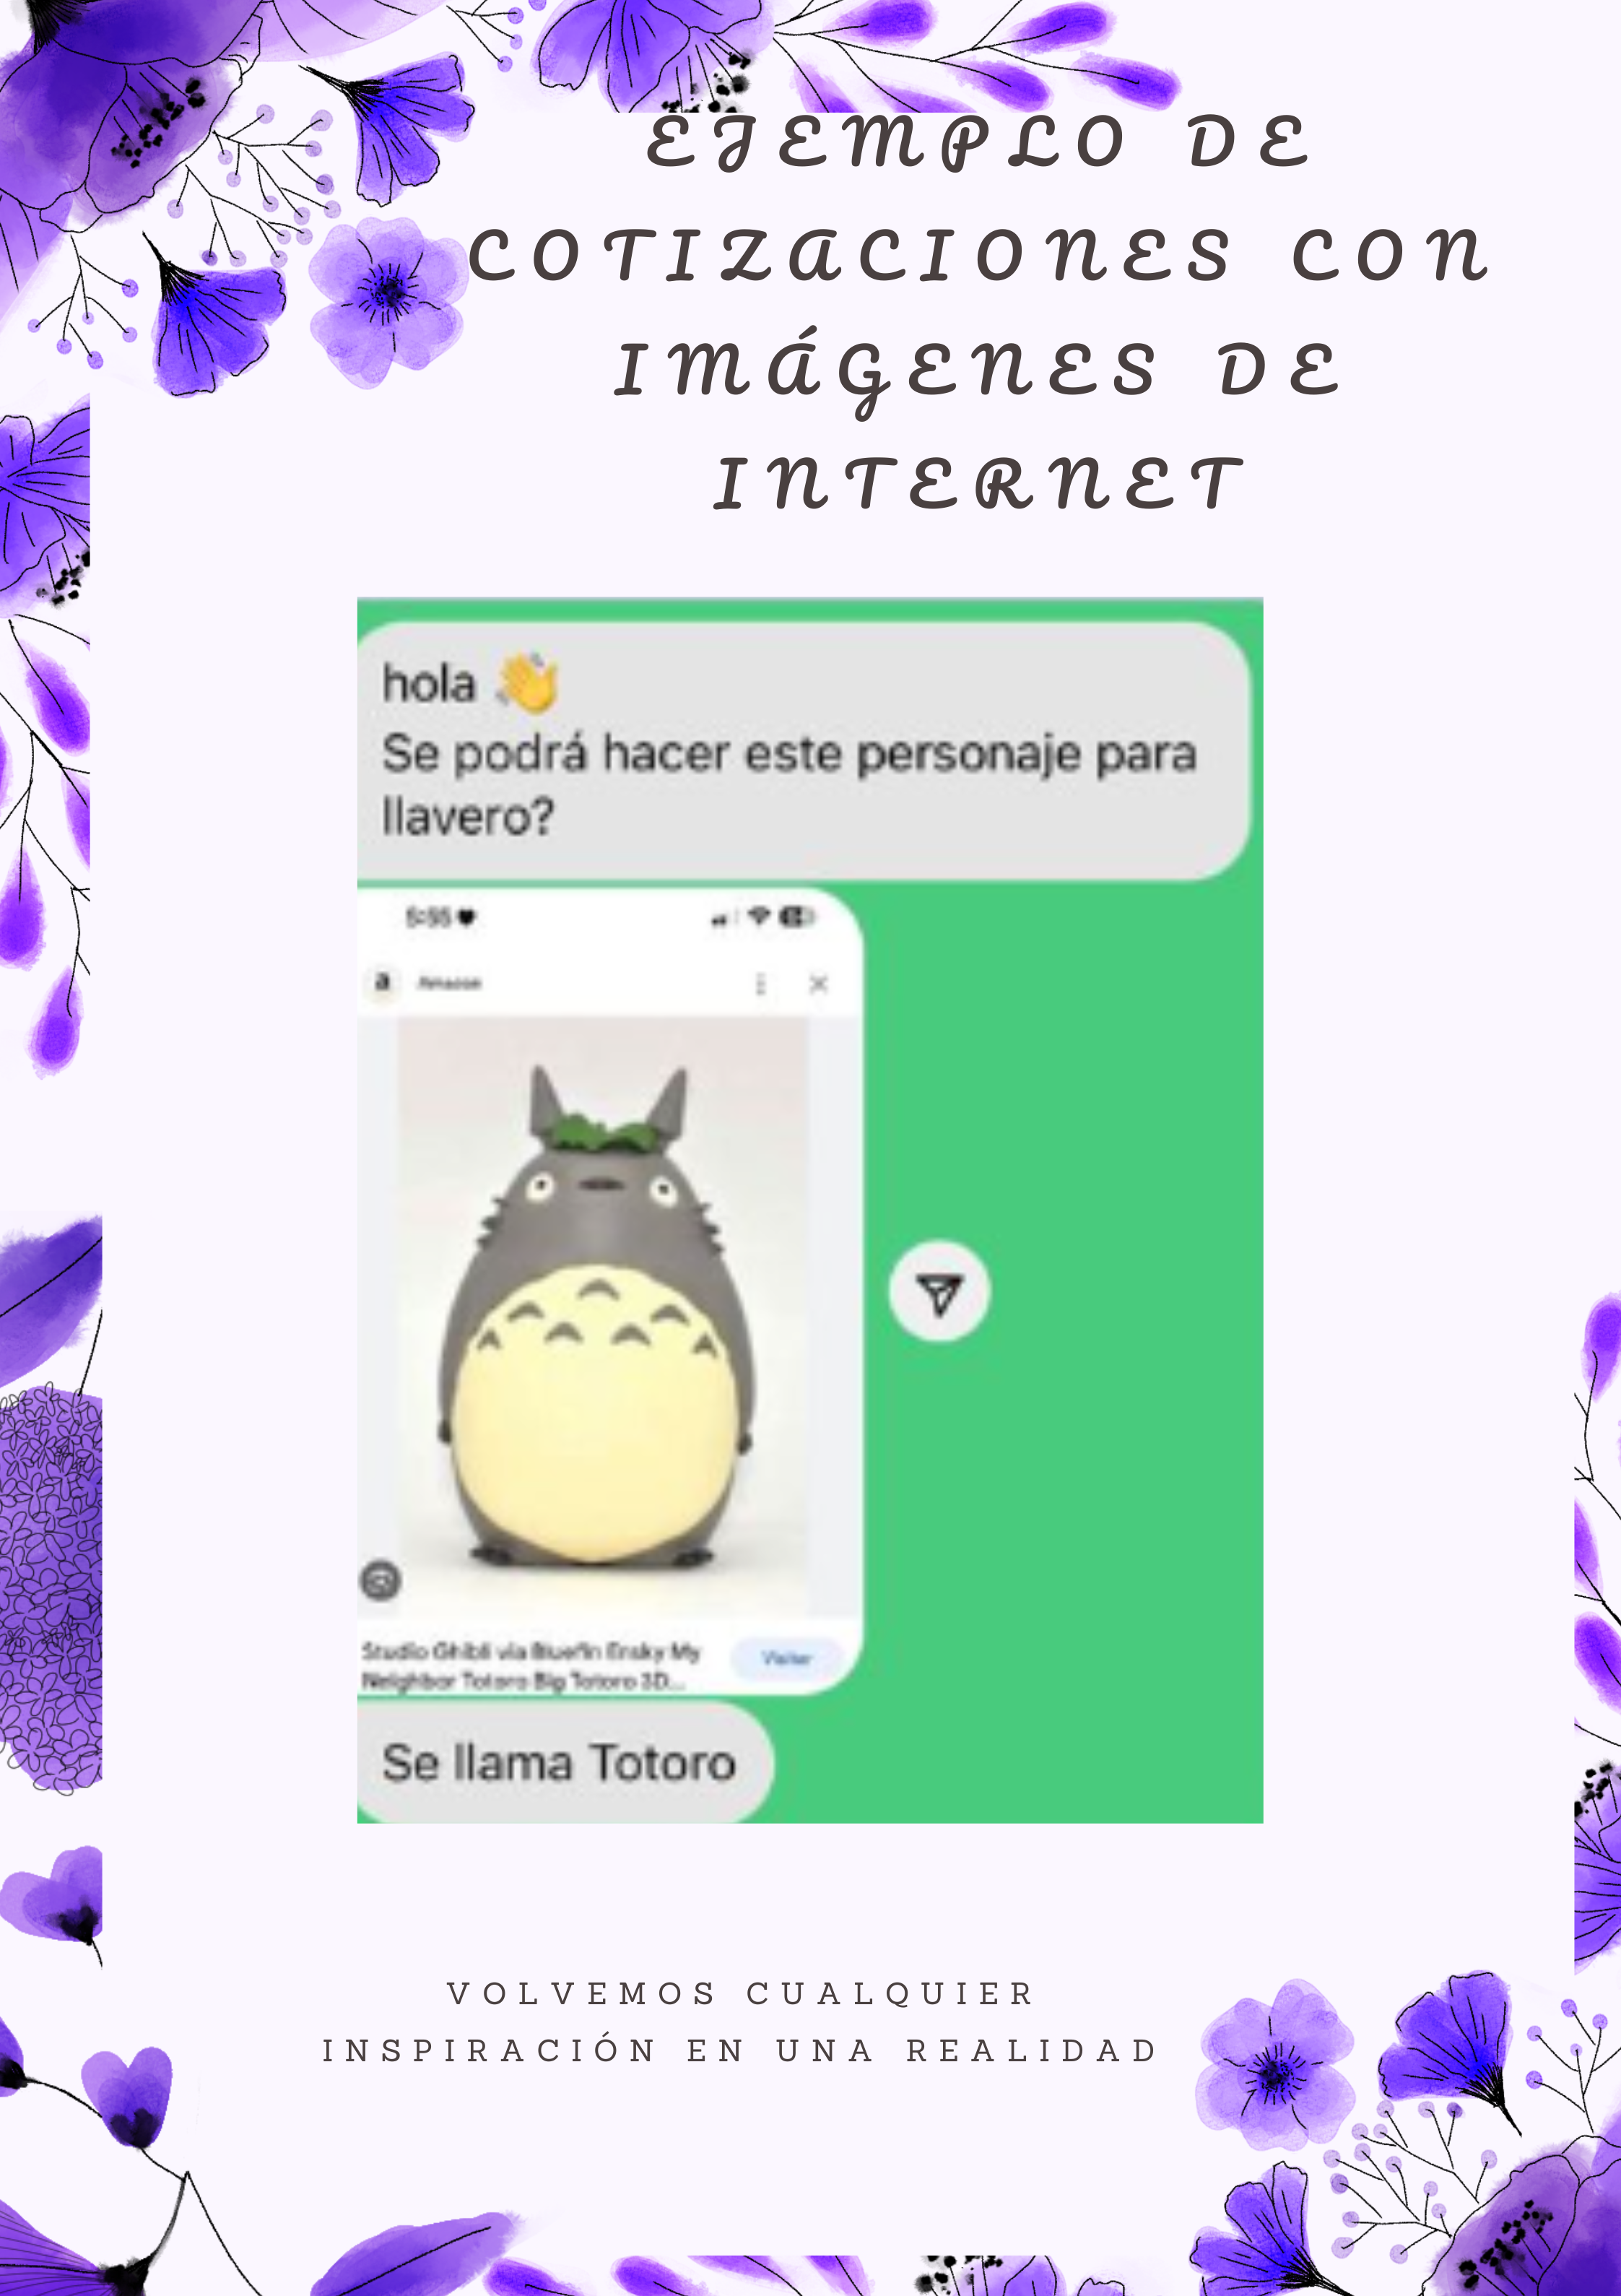 EJEMPLO DE
COTIZACIONES CON
IMÁGENES DE
INTERNET
hola 👋
Se podrá hacer este personaje para
llavero?
5:55 🖤
a Amazon
Studio Ghibli via Bluefin Ensky My
Neighbor Totoro Big Totoro 3D...
Visitar
Se llama Totoro
VOLVEMOS CUALQUIER
INSPIRACIÓN EN UNA REALIDAD